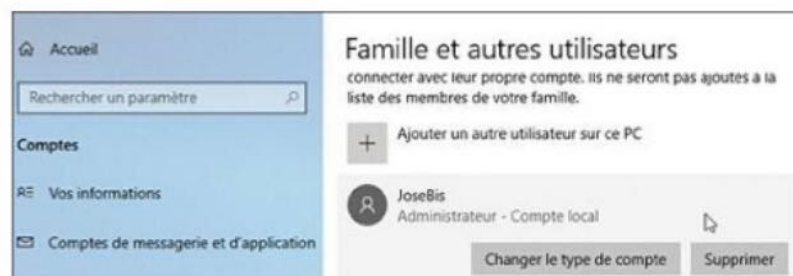 Accueil
Rechercher un paramètre
Comptes
Vos informations
Comptes de messagerie et d'application
Famille et autres utilisateurs
connecter avec leur propre compte. Ils ne seront pas ajoutés à la
liste des membres de votre famille.
Ajouter un autre utilisateur sur ce PC
JoseBis
Administrateur - Compte local
Changer le type de compte
Supprimer